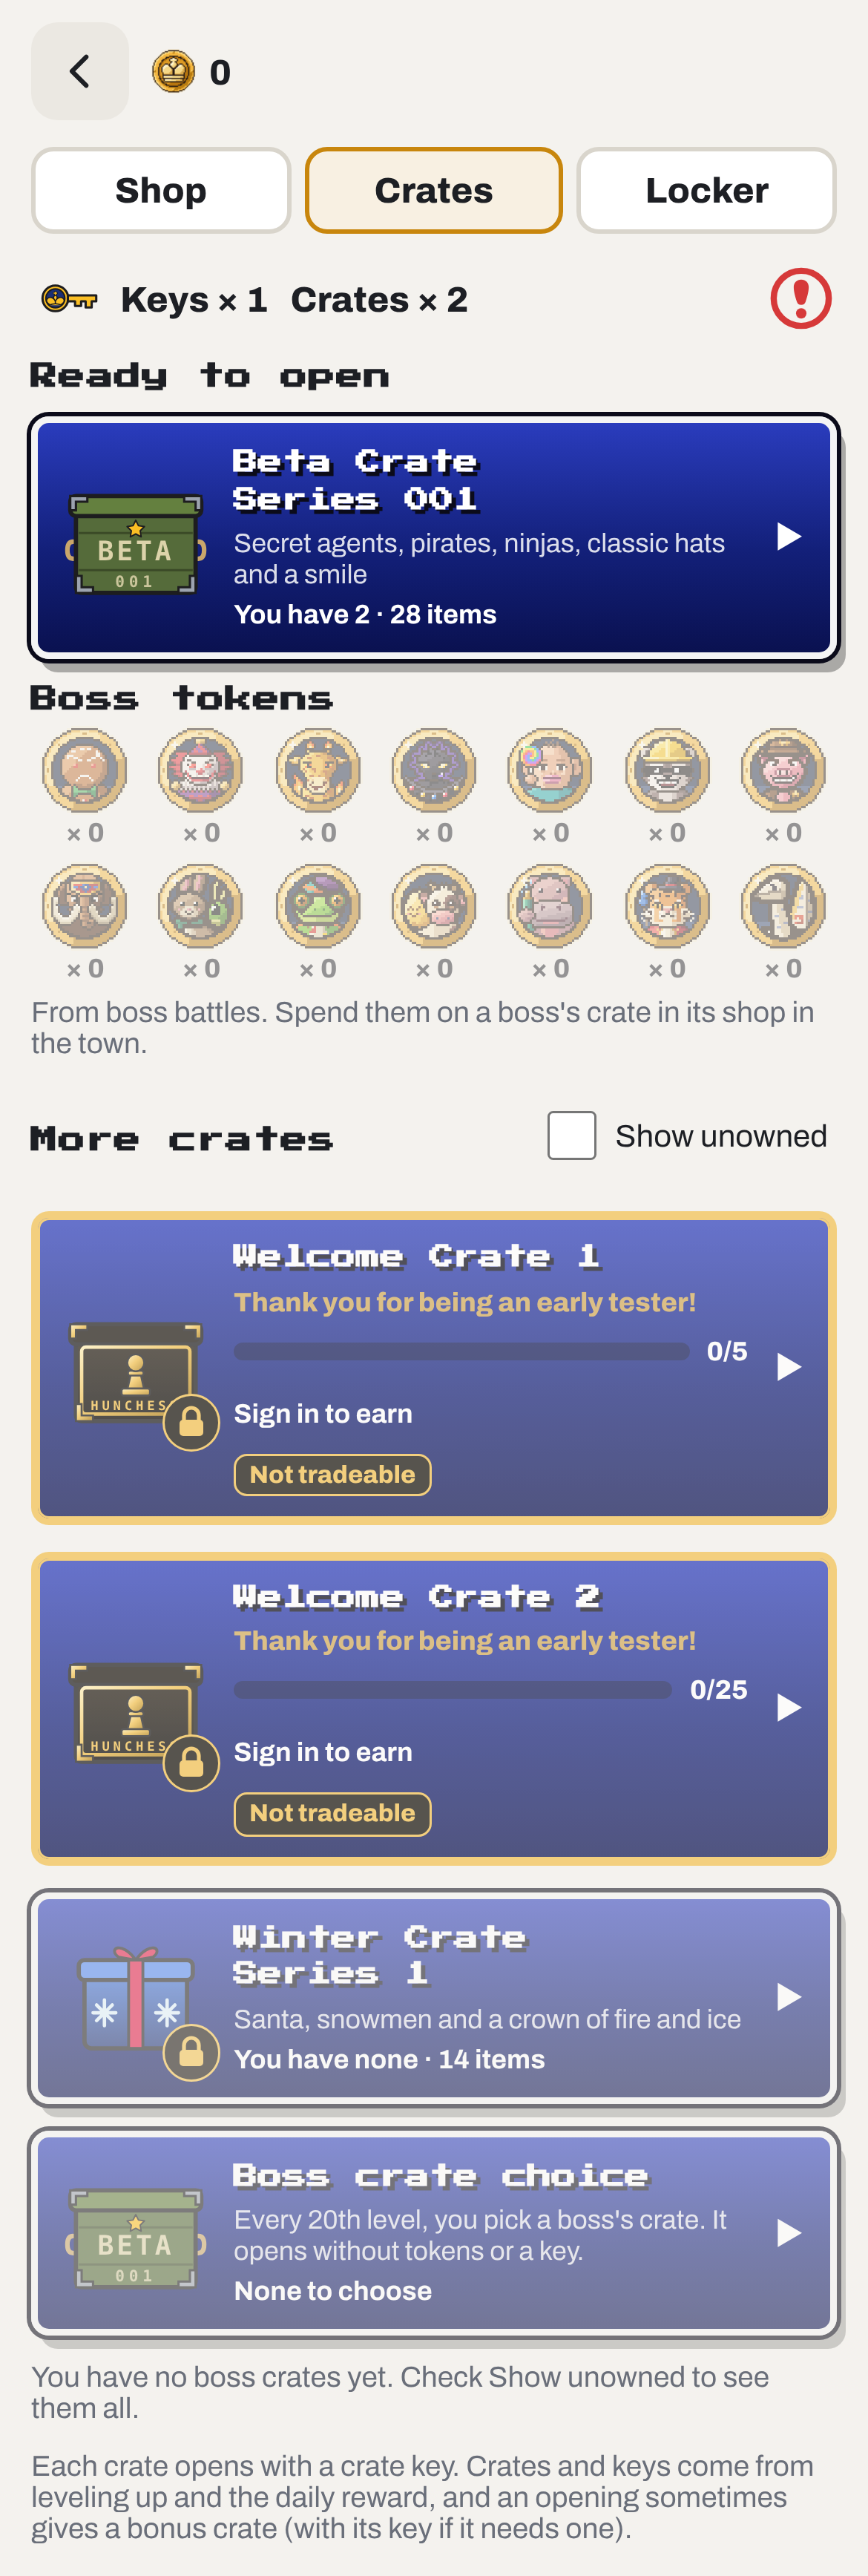 0
Shop
Crates
Locker
Keys × 1 Crates × 2
Ready to open
BETA
001
Beta Crate
Series 001
Secret agents, pirates, ninjas, classic hats
and a smile
You have 2 · 28 items
Boss tokens
× 0
× 0
× 0
× 0
× 0
× 0
× 0
× 0
× 0
× 0
× 0
× 0
× 0
× 0
From boss battles. Spend them on a boss's crate in its shop in
the town.
More crates
Show unowned
HUNCHES
Welcome Crate 1
Thank you for being an early tester!
0/5
Sign in to earn
Not tradeable
HUNCHES
Welcome Crate 2
Thank you for being an early tester!
0/25
Sign in to earn
Not tradeable
Winter Crate
Series 1
Santa, snowmen and a crown of fire and ice
You have none · 14 items
BETA
001
Boss crate choice
Every 20th level, you pick a boss's crate. It
opens without tokens or a key.
None to choose
You have no boss crates yet. Check Show unowned to see
them all.
Each crate opens with a crate key. Crates and keys come from
leveling up and the daily reward, and an opening sometimes
gives a bonus crate (with its key if it needs one).